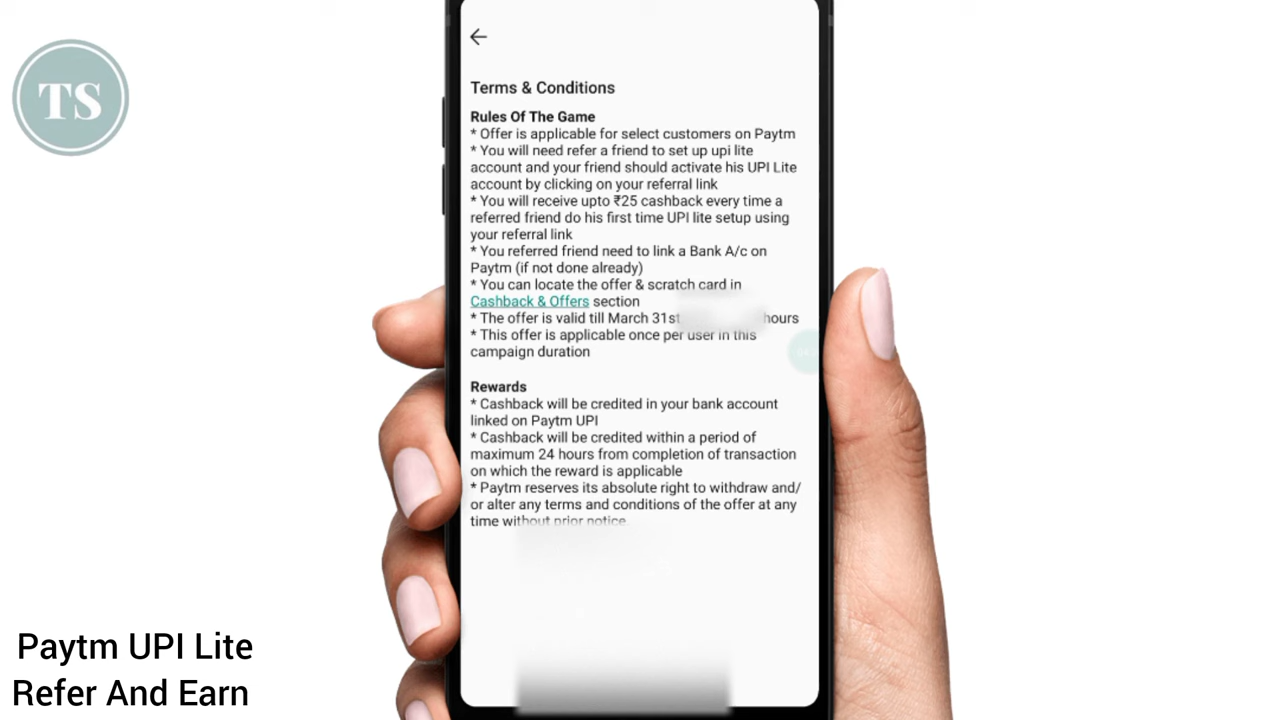 TS
Terms & Conditions
Rules Of The Game
* Offer is applicable for select customers on Paytm
* You will need refer a friend to set up upi lite
account and your friend should activate his UPI Lite
account by clicking on your referral link
* You will receive upto ₹25 cashback every time a
referred friend do his first time UPI lite setup using
your referral link
* You referred friend need to link a Bank A/c on
Paytm (if not done already)
* You can locate the offer & scratch card in
Cashback & Offers section
* The offer is valid till March 31st hours
* This offer is applicable once per user in this
campaign duration
Rewards
* Cashback will be credited in your bank account
linked on Paytm UPI
* Cashback will be credited within a period of
maximum 24 hours from completion of transaction
on which the reward is applicable
* Paytm reserves its absolute right to withdraw and/
or alter any terms and conditions of the offer at any
time without prior notice.
Paytm UPI Lite
Refer And Earn